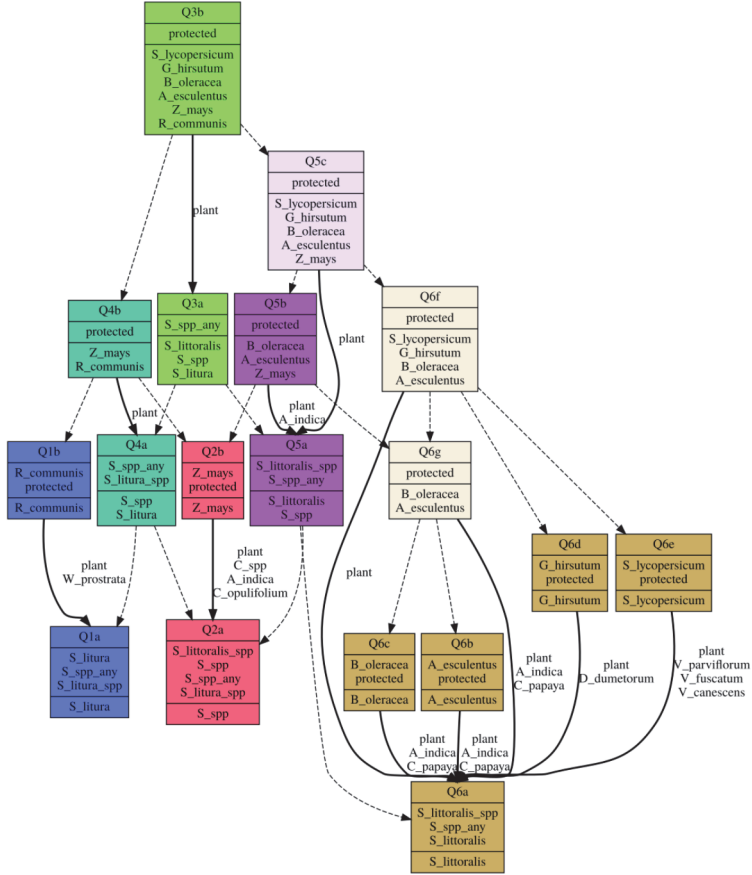 Q3b
protected
S_lycopersicum
G_hirsutum
B_oleracea
A_esculentus
Z_mays
R_communis
Q5c
protected
S_lycopersicum
G_hirsutum
B_oleracea
A_esculentus
Z_mays
plant
Q4b
protected
Z_mays
R_communis
Q3a
S_spp_any
S_littoralis
S_spp
S_litura
Q5b
protected
B_oleracea
A_esculentus
Z_mays
plant
Q6f
protected
S_lycopersicum
G_hirsutum
B_oleracea
A_esculentus
plant
plant
A_indica
Q1b
R_communis
protected
R_communis
Q4a
S_spp_any
S_litura_spp
S_spp
S_litura
Q2b
Z_mays
protected
Z_mays
Q5a
S_littoralis_spp
S_spp_any
S_littoralis
S_spp
Q6g
protected
B_oleracea
A_esculentus
plant
W_prostrata
plant
C_spp
A_indica
C_opulifolium
plant
Q6d
G_hirsutum
protected
G_hirsutum
Q6e
S_lycopersicum
protected
S_lycopersicum
Q1a
S_litura
S_spp_any
S_litura_spp
S_litura
Q2a
S_littoralis_spp
S_spp
S_spp_any
S_litura_spp
S_spp
Q6c
B_oleracea
protected
B_oleracea
Q6b
A_esculentus
protected
A_esculentus
plant
A_indica
C_papaya
plant
D_dumetorum
plant
V_parviflorum
V_fuscatum
V_canescens
plant
A_indica
C_papaya
plant
A_indica
C_papaya
Q6a
S_littoralis_spp
S_spp_any
S_littoralis
S_littoralis